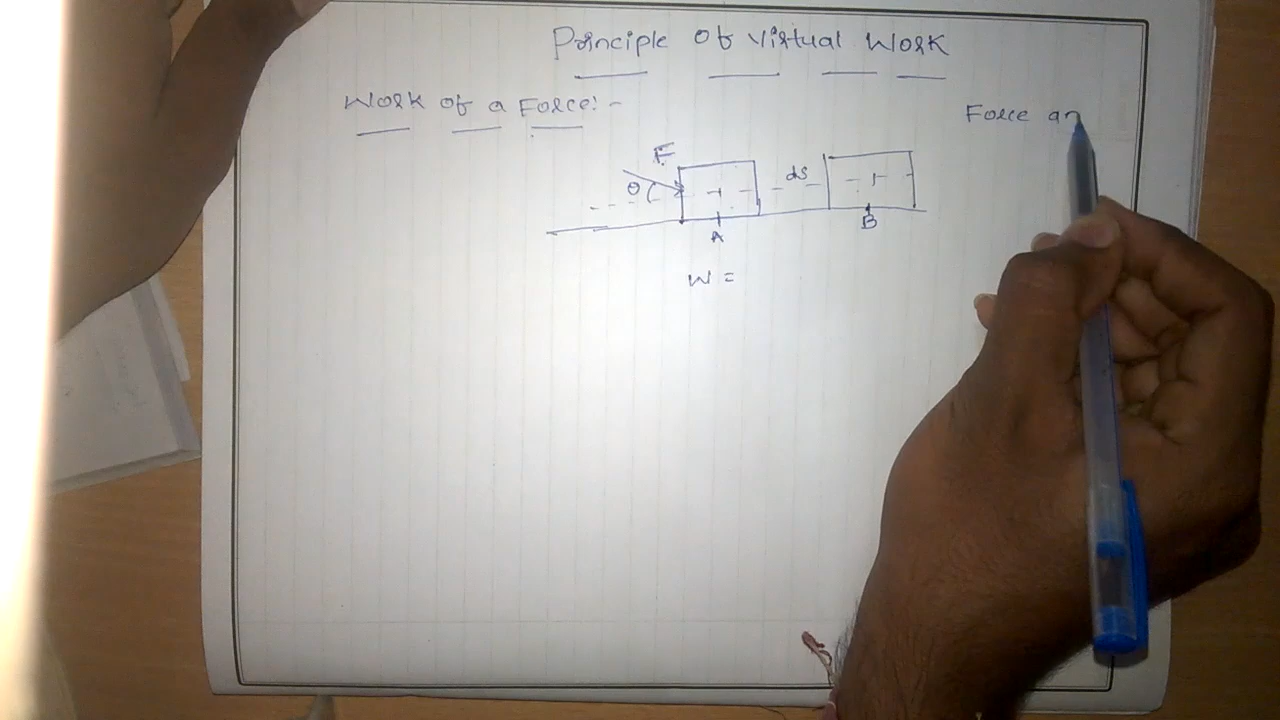 Principle of Virtual Work
Work of a Force:-
Force an
F
θ
ds
A
B
W =